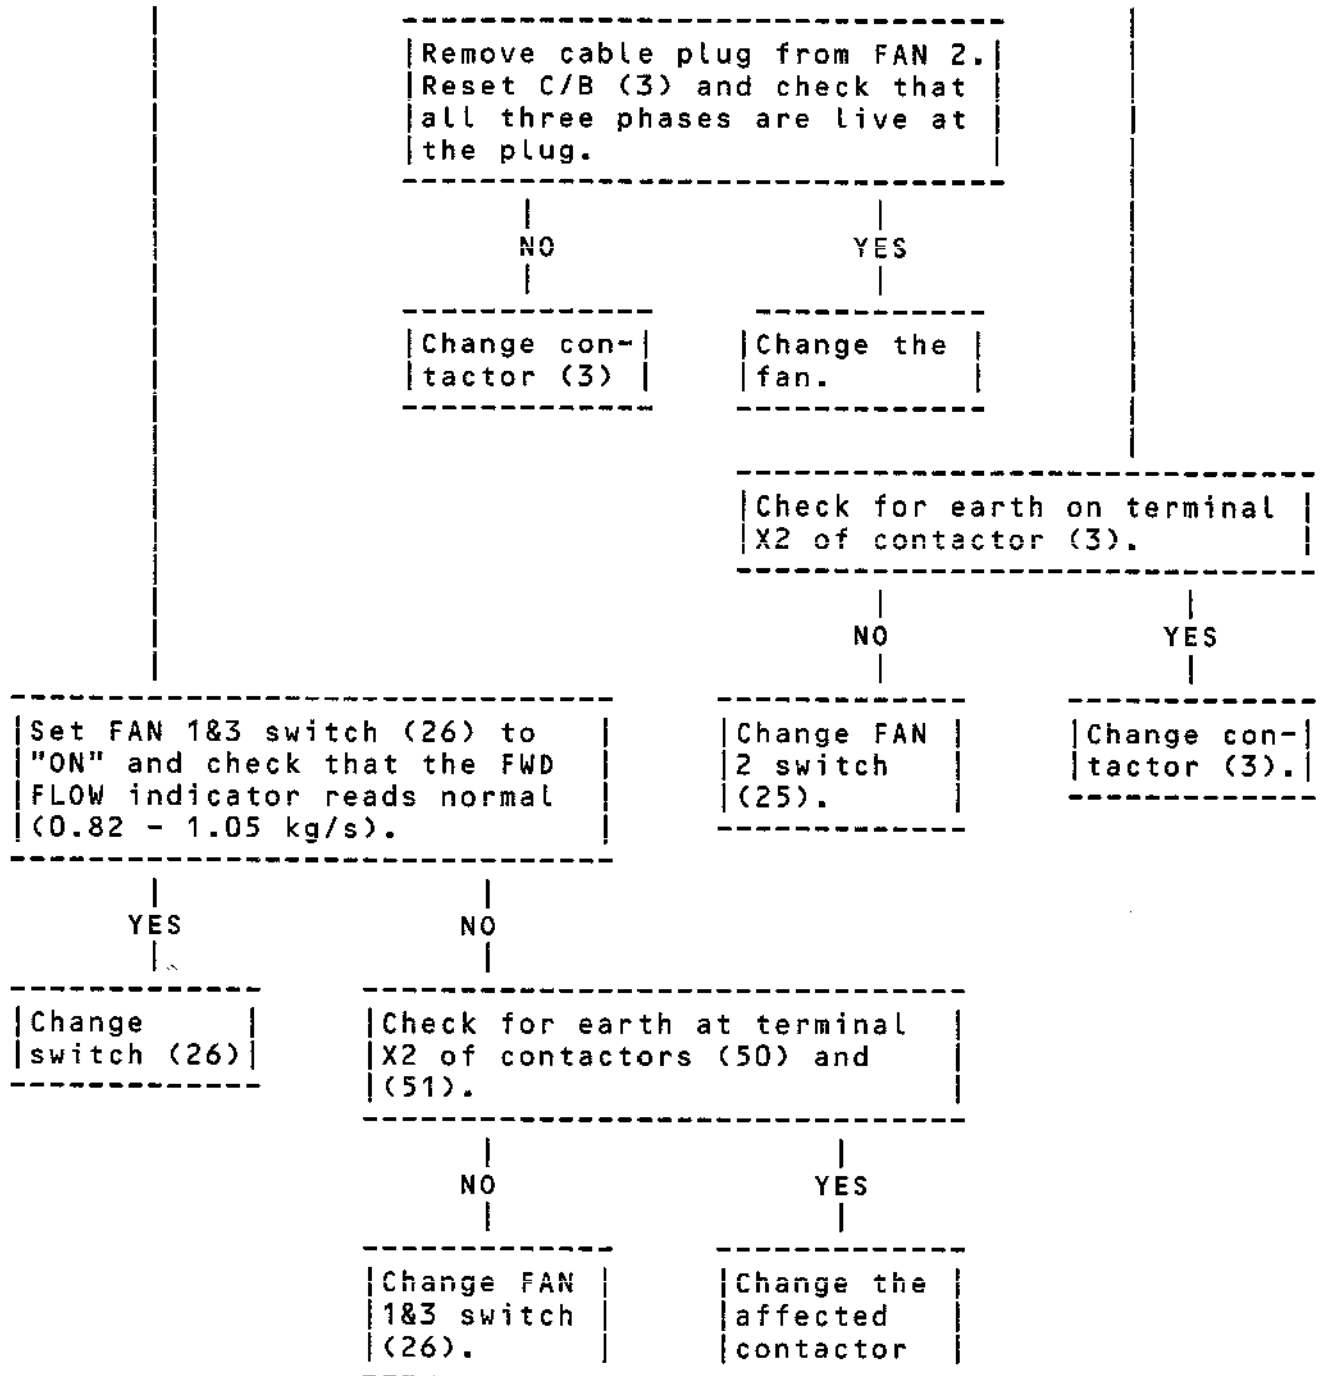 Remove cable plug from FAN 2.
Reset C/B (3) and check that
all three phases are live at
the plug.
NO
YES
Change con-
tactor (3)
Change the
fan.
Check for earth on terminal
X2 of contactor (3).
NO
YES
Set FAN 1&3 switch (26) to
"ON" and check that the FWD
FLOW indicator reads normal
(0.82 - 1.05 kg/s).
Change FAN
2 switch
(25).
Change con-
tactor (3).
YES
NO
Change
switch (26)
Check for earth at terminal
X2 of contactors (50) and
(51).
NO
YES
Change FAN
1&3 switch
(26).
Change the
affected
contactor